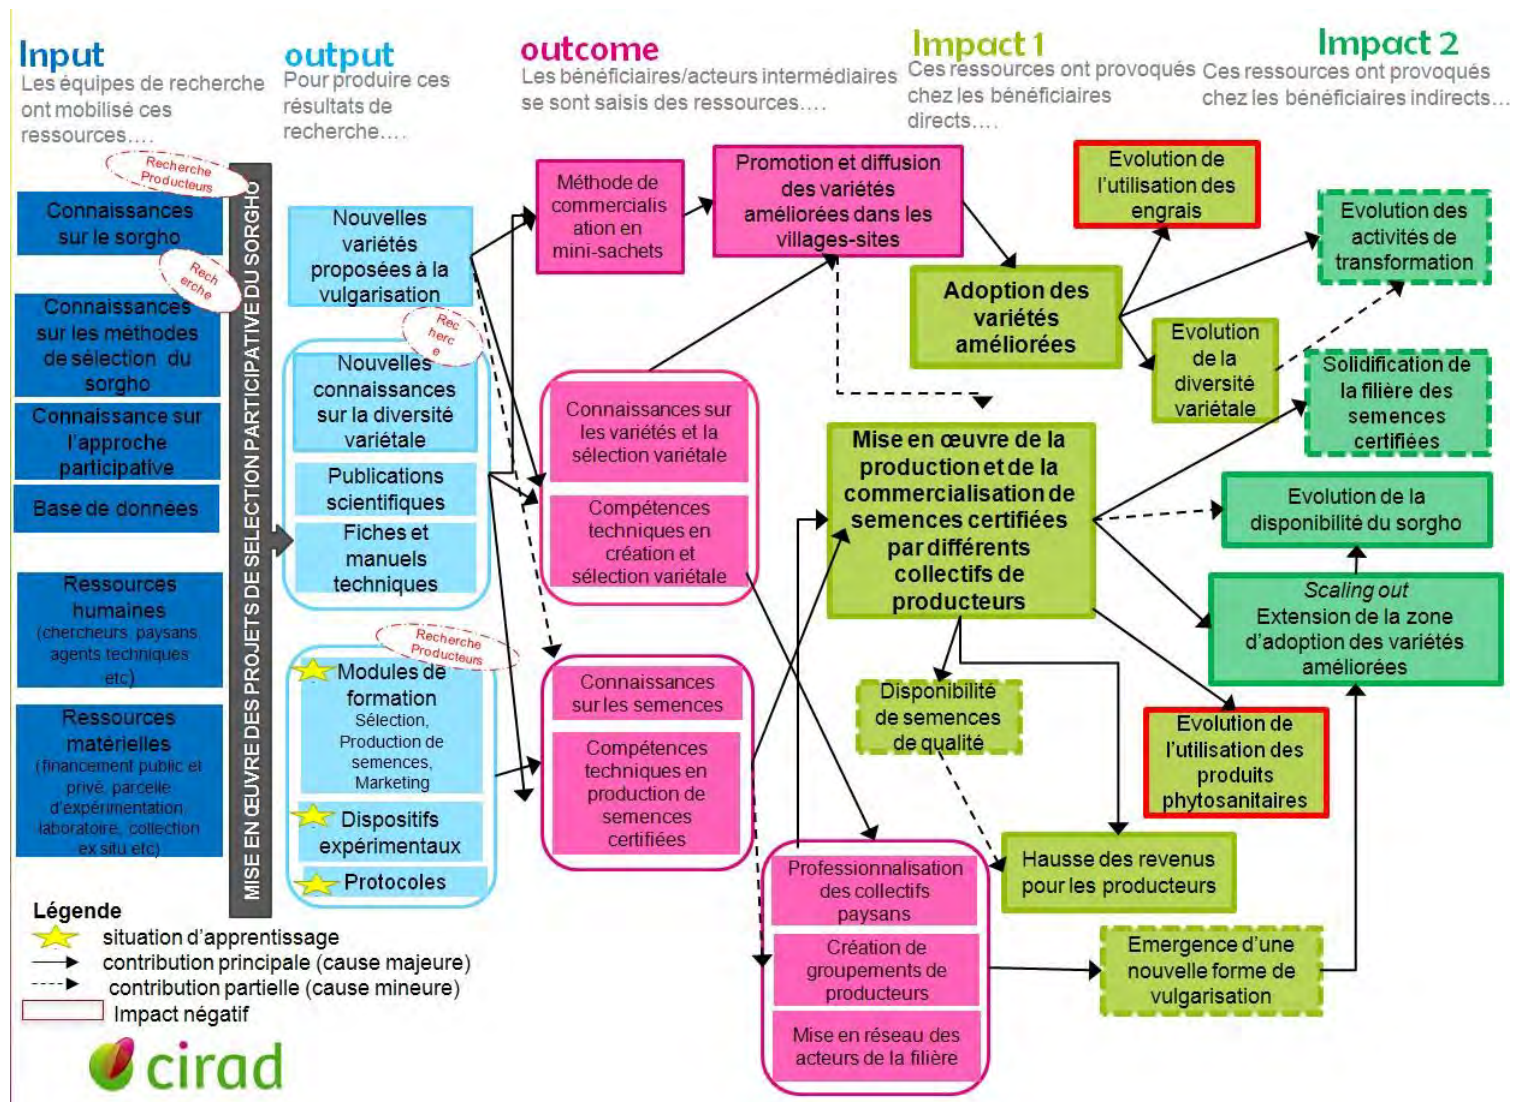 Input
Les équipes de recherche
ont mobilisé ces
ressources….
output
Pour produire ces
résultats de
recherche….
outcome
Les bénéficiaires/acteurs intermédiaires
se sont saisis des ressources….
Impact 1
Ces ressources ont provoqués
chez les bénéficiaires
directs….
Impact 2
Ces ressources ont provoqués
chez les bénéficiaires indirects…
Recherche
Producteurs
Connaissances
sur le sorgho
Rech
erche
Connaissances
sur les méthodes
de sélection du
sorgho
Connaissance sur
l'approche
participative
Base de données
Ressources
humaines
(chercheurs, paysans,
agents techniques
etc)
Ressources
matérielles
(financement public et
privé, parcelle
d'expérimentation,
laboratoire, collection
ex situ etc)
MISE EN ŒUVRE DES PROJETS DE SELECTION PARTICIPATIVE DU SORGHO
Nouvelles
variétés
proposées à la
vulgarisation
Rec
herc
e
Nouvelles
connaissances
sur la diversité
variétale
Publications
scientifiques
Fiches et
manuels
techniques
Recherche
Producteurs
Modules de
formation
Sélection,
Production de
semences,
Marketing
Dispositifs
expérimentaux
Protocoles
Méthode de
commercialis
ation en
mini-sachets
Promotion et diffusion
des variétés
améliorées dans les
villages-sites
Connaissances sur
les variétés et la
sélection variétale
Compétences
techniques en
création et
sélection variétale
Connaissances
sur les semences
Compétences
techniques en
production de
semences
certifiées
Professionnalisation
des collectifs
paysans
Création de
groupements de
producteurs
Mise en réseau des
acteurs de la filière
Evolution de
l'utilisation des
engrais
Adoption des
variétés
améliorées
Evolution
de la
diversité
variétale
Mise en œuvre de la
production et de la
commercialisation de
semences certifiées
par différents
collectifs de
producteurs
Disponibilité
de semences
de qualité
Evolution de
l'utilisation des
produits
phytosanitaires
Hausse des revenus
pour les producteurs
Emergence d'une
nouvelle forme de
vulgarisation
Evolution des
activités de
transformation
Solidification de
la filière des
semences
certifiées
Evolution de la
disponibilité du sorgho
Scaling out
Extension de la zone
d'adoption des variétés
améliorées
Légende
situation d'apprentissage
contribution principale (cause majeure)
contribution partielle (cause mineure)
Impact négatif
cirad